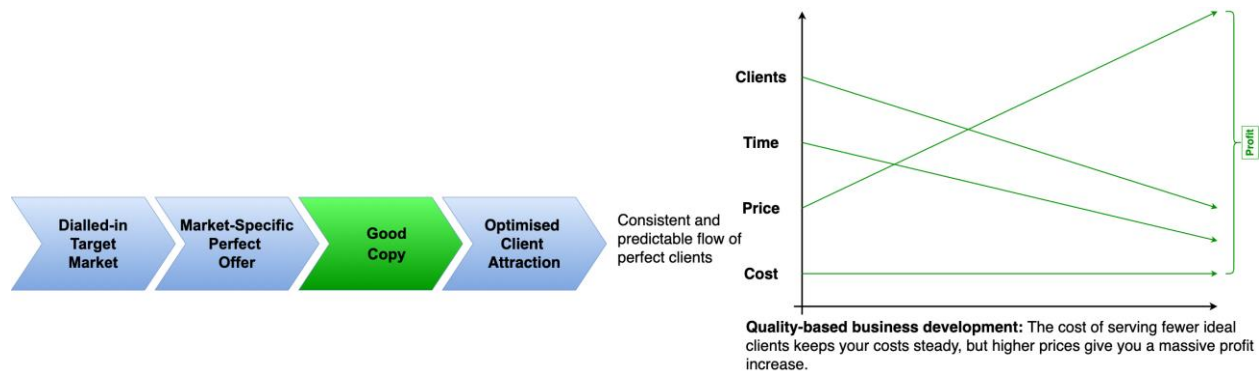 Dialled-in
Target
Market
Market-Specific
Perfect
Offer
Good
Copy
Optimised
Client
Attraction
Consistent and
predictable flow of
perfect clients
Clients
Time
Price
Cost
Profit
Quality-based business development: The cost of serving fewer ideal
clients keeps your costs steady, but higher prices give you a massive profit
increase.